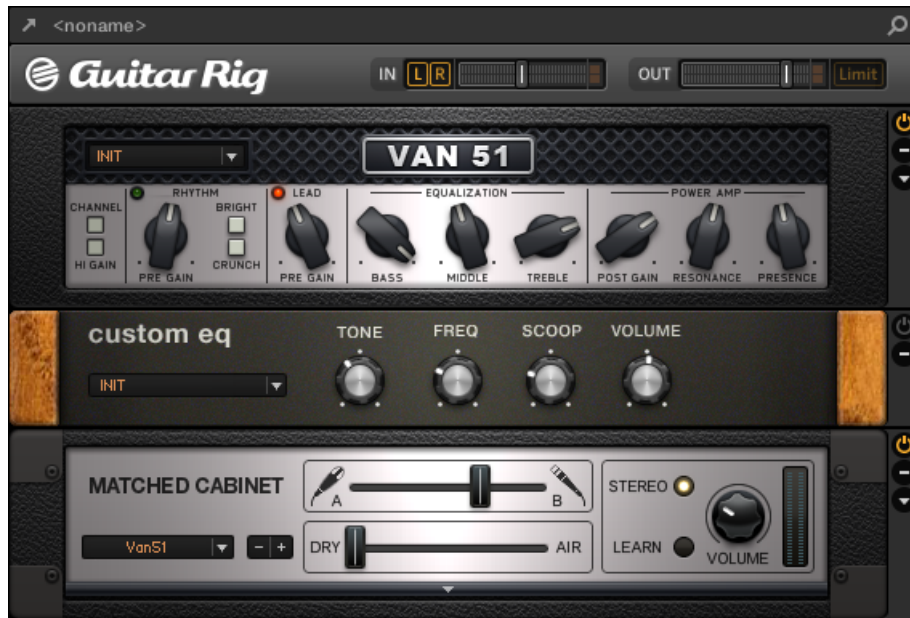 <noname>
Guitar Rig
IN L R
OUT
Limit
INIT
VAN 51
RHYTHM
LEAD
EQUALIZATION
POWER AMP
CHANNEL
BRIGHT
HI GAIN
PRE GAIN
CRUNCH
PRE GAIN
BASS
MIDDLE
TREBLE
POST GAIN
RESONANCE
PRESENCE
custom eq
TONE
FREQ
SCOOP
VOLUME
INIT
MATCHED CABINET
A
B
STEREO
Van51
- +
DRY
AIR
LEARN
VOLUME